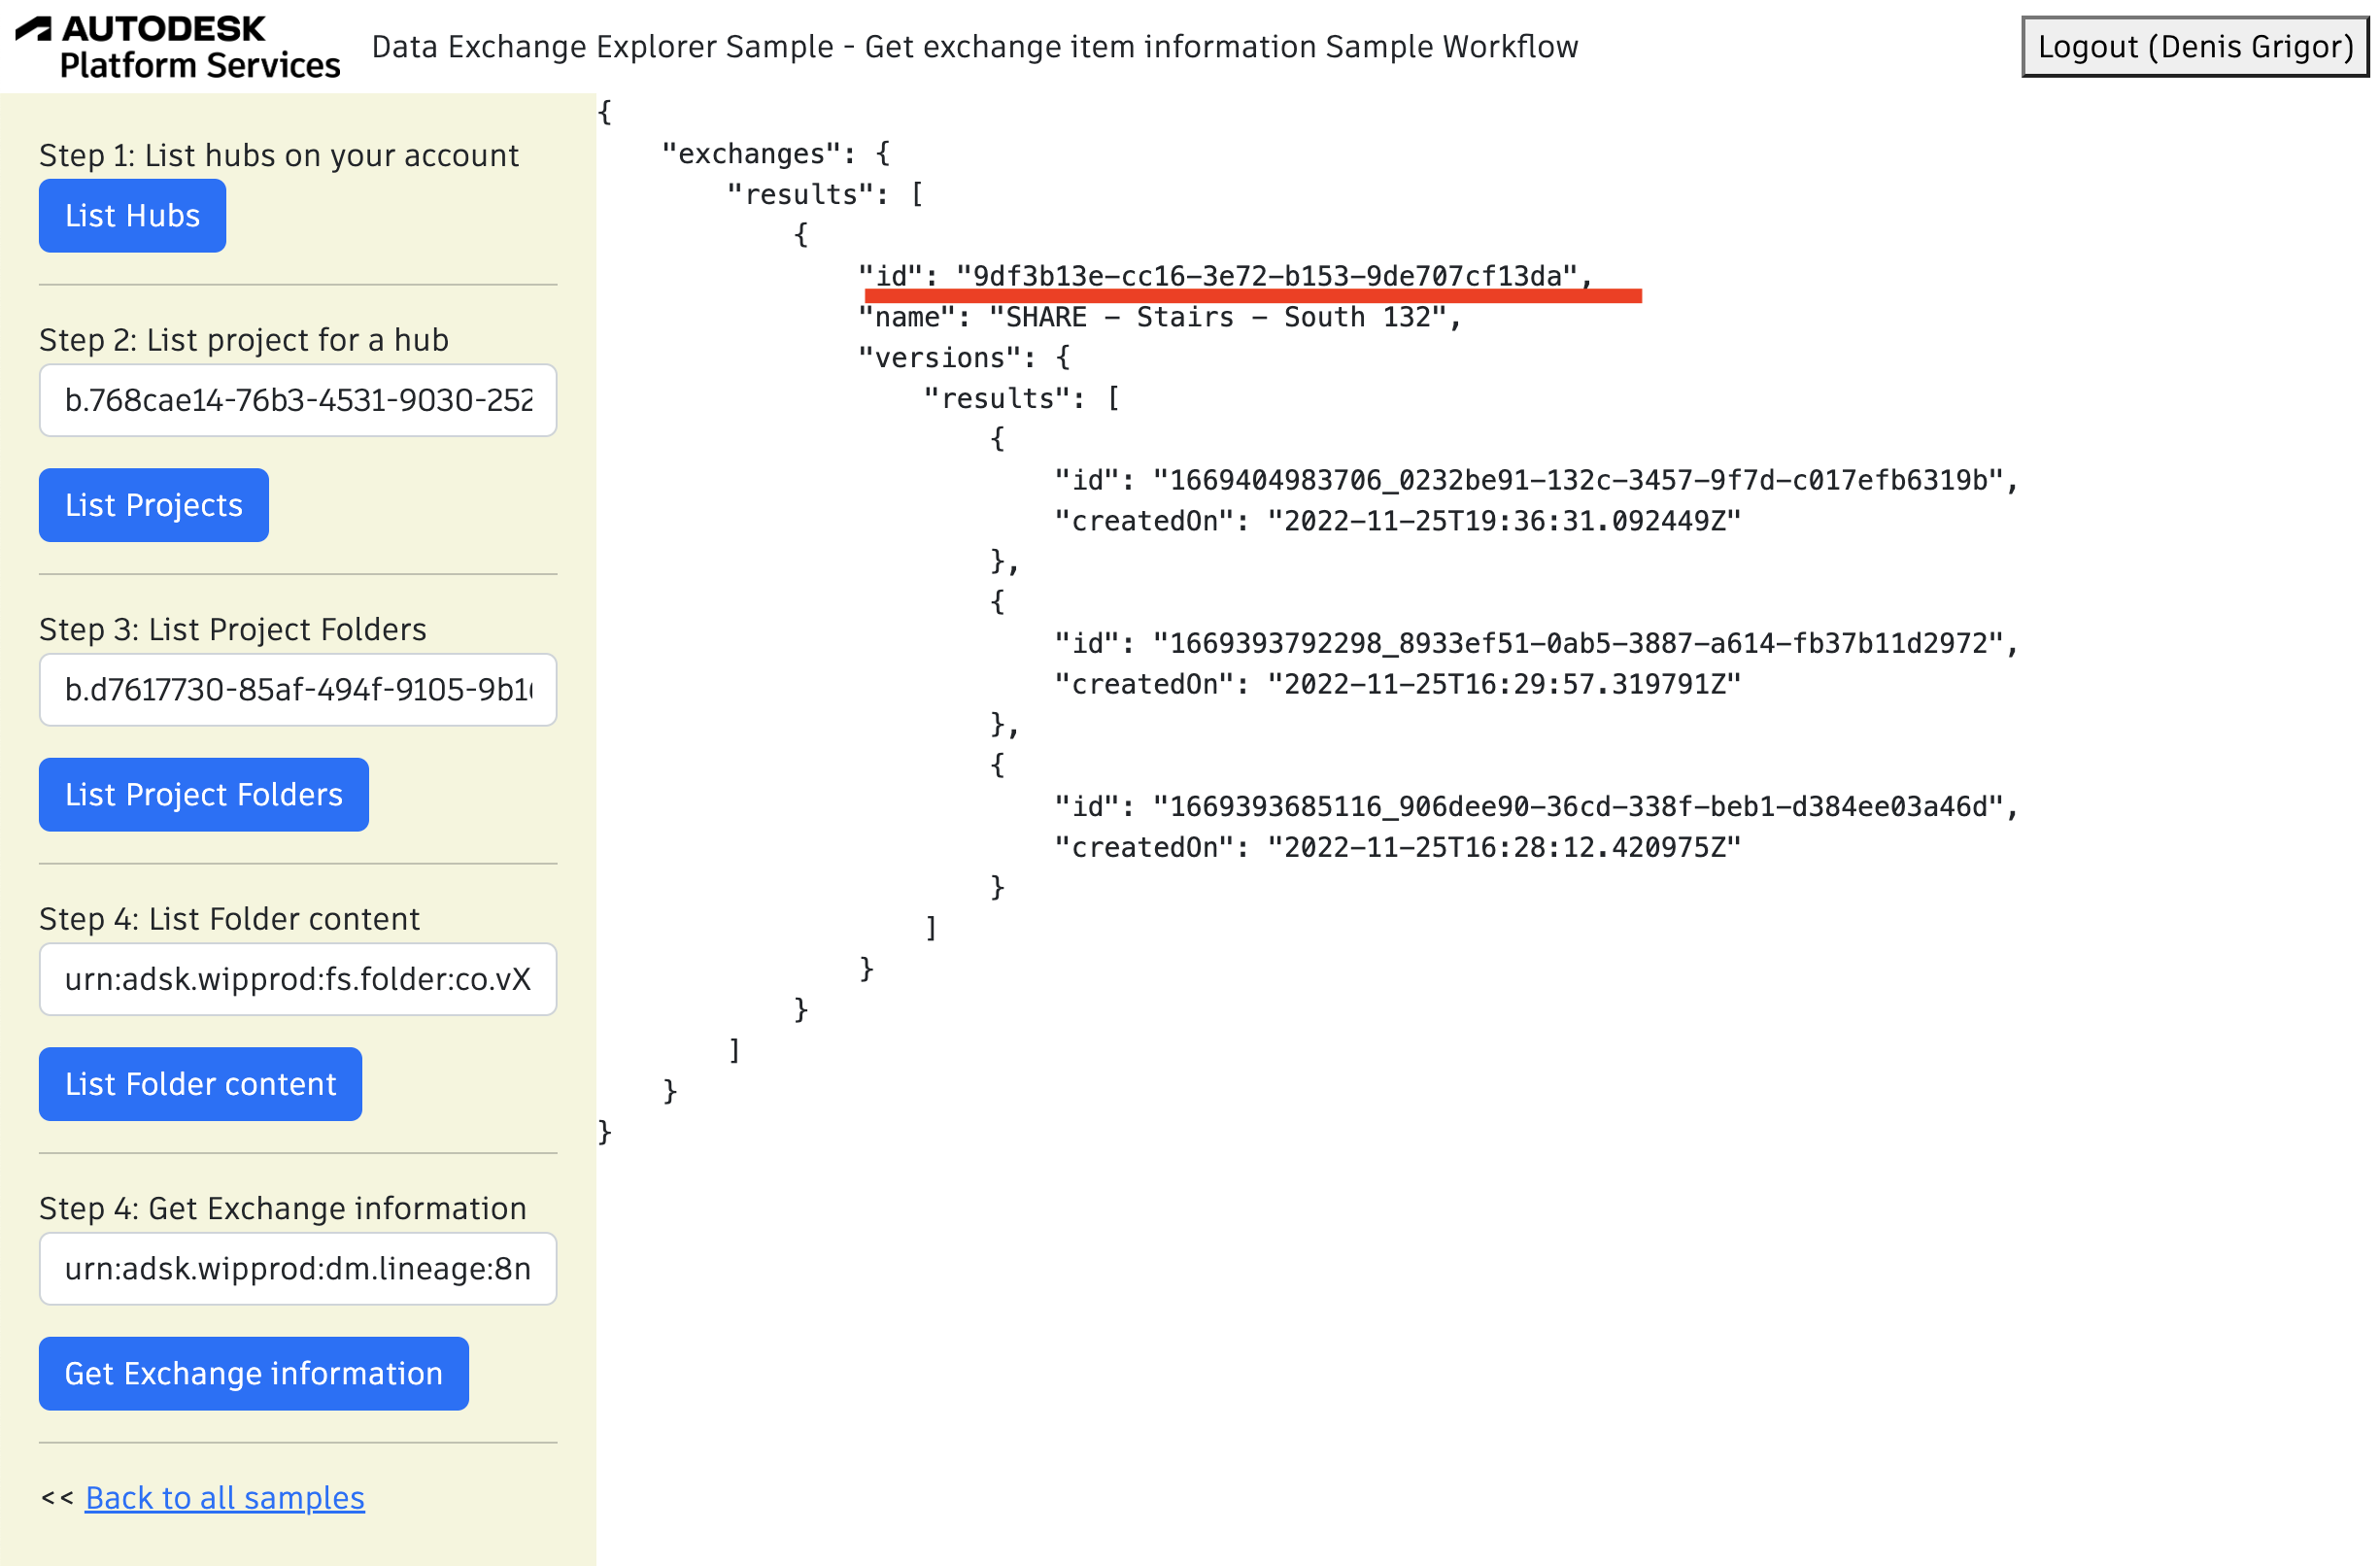 AUTODESK
Platform Services
Data Exchange Explorer Sample - Get exchange item information Sample Workflow
Logout (Denis Grigor)
Step 1: List hubs on your account
List Hubs
Step 2: List project for a hub
b.768cae14-76b3-4531-9030-252
List Projects
Step 3: List Project Folders
b.d7617730-85af-494f-9105-9b1
List Project Folders
Step 4: List Folder content
urn:adsk.wipprod:fs.folder:co.vX
List Folder content
Step 4: Get Exchange information
urn:adsk.wipprod:dm.lineage:8n
Get Exchange information
<< Back to all samples
{
"exchanges": {
"results": [
{
"id": "9df3b13e-cc16-3e72-b153-9de707cf13da",
"name": "SHARE - Stairs - South 132",
"versions": {
"results": [
{
"id": "1669404983706_0232be91-132c-3457-9f7d-c017efb6319b",
"createdOn": "2022-11-25T19:36:31.092449Z"
},
{
"id": "1669393792298_8933ef51-0ab5-3887-a614-fb37b11d2972",
"createdOn": "2022-11-25T16:29:57.319791Z"
},
{
"id": "1669393685116_906dee90-36cd-338f-beb1-d384ee03a46d",
"createdOn": "2022-11-25T16:28:12.420975Z"
}
]
}
}
]
}
}